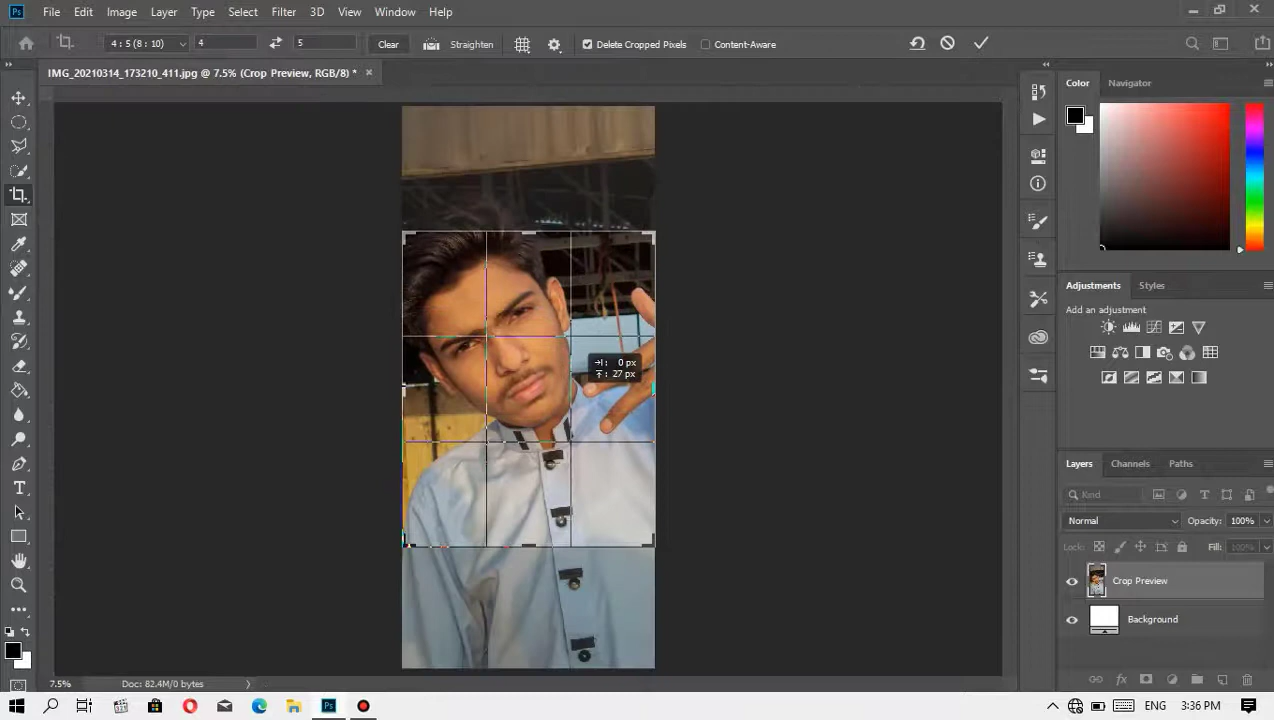 Ps File Edit Image Layer Type Select Filter 3D View Window Help
4 : 5 (8 : 10) 4 5 Clear Straighten Delete Cropped Pixels Content-Aware
IMG_20210314_173210_411.jpg @ 7.5% (Crop Preview, RGB/8) * ×
Color Navigator
Adjustments Styles
Add an adjustment
: 0 px
: 27 px
Layers Channels Paths
Kind
Normal Opacity: 100%
Lock: Fill: 100%
Crop Preview
Background
7.5% Doc: 82.4M/0 bytes
Ps ENG 3:36 PM